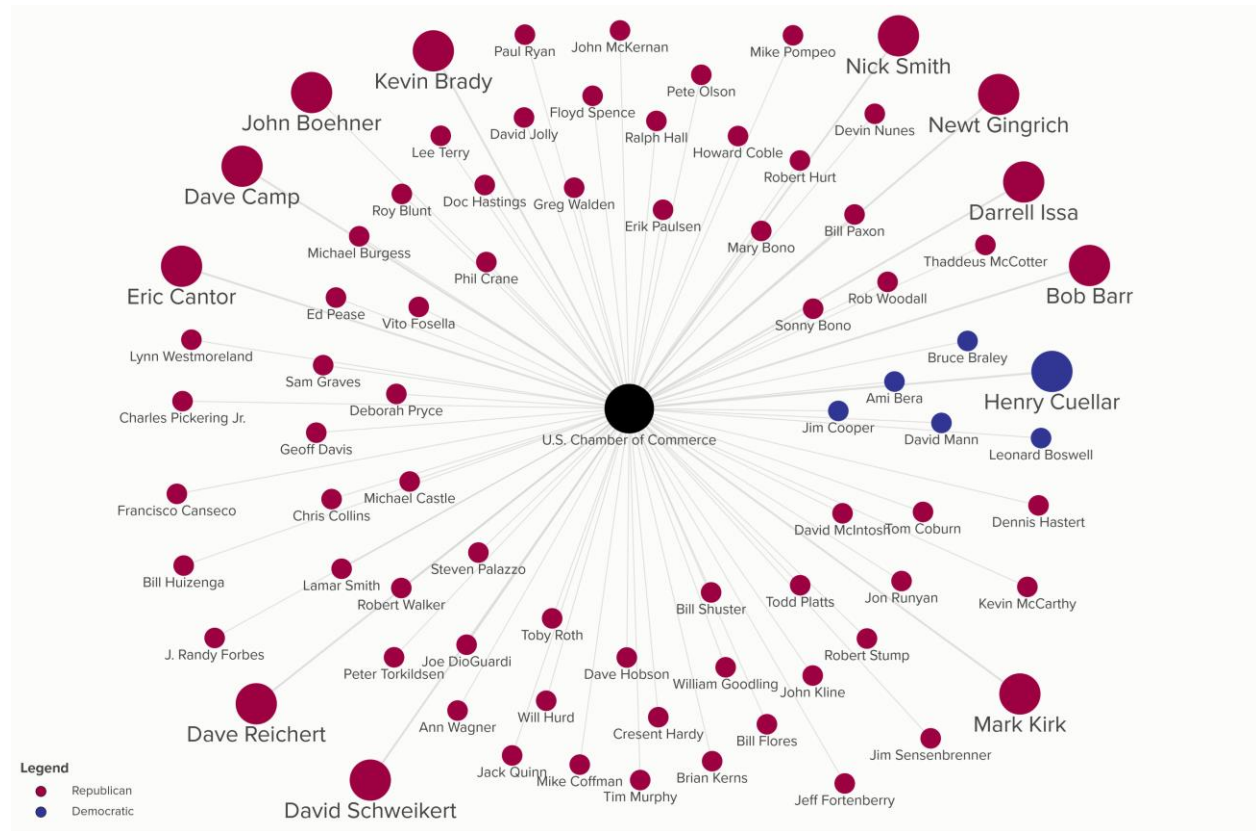 Paul Ryan
John McKernan
Mike Pompeo
Kevin Brady
Nick Smith
Pete Olson
John Boehner
Floyd Spence
Newt Gingrich
David Jolly
Ralph Hall
Devin Nunes
Lee Terry
Howard Coble
Robert Hurt
Dave Camp
Roy Blunt
Doc Hastings
Greg Walden
Darrell Issa
Erik Paulsen
Bill Paxon
Michael Burgess
Mary Bono
Thaddeus McCotter
Phil Crane
Eric Cantor
Rob Woodall
Bob Barr
Ed Pease
Vito Fosella
Sonny Bono
Lynn Westmoreland
Bruce Braley
Sam Graves
Ami Bera
Henry Cuellar
Deborah Pryce
Charles Pickering Jr.
Jim Cooper
U.S. Chamber of Commerce
David Mann
Geoff Davis
Leonard Boswell
Michael Castle
Francisco Canseco
Chris Collins
David McIntosh
Tom Coburn
Dennis Hastert
Steven Palazzo
Bill Huizenga
Lamar Smith
Robert Walker
Bill Shuster
Todd Platts
Jon Runyan
Kevin McCarthy
Toby Roth
J. Randy Forbes
Joe DioGuardi
Robert Stump
Peter Torkildsen
Dave Hobson
William Goodling
John Kline
Dave Reichert
Ann Wagner
Will Hurd
Mark Kirk
Cresent Hardy
Bill Flores
Jim Sensenbrenner
Jack Quinn
Mike Coffman
Brian Kerns
Tim Murphy
Jeff Fortenberry
David Schweikert
Legend
Republican
Democratic